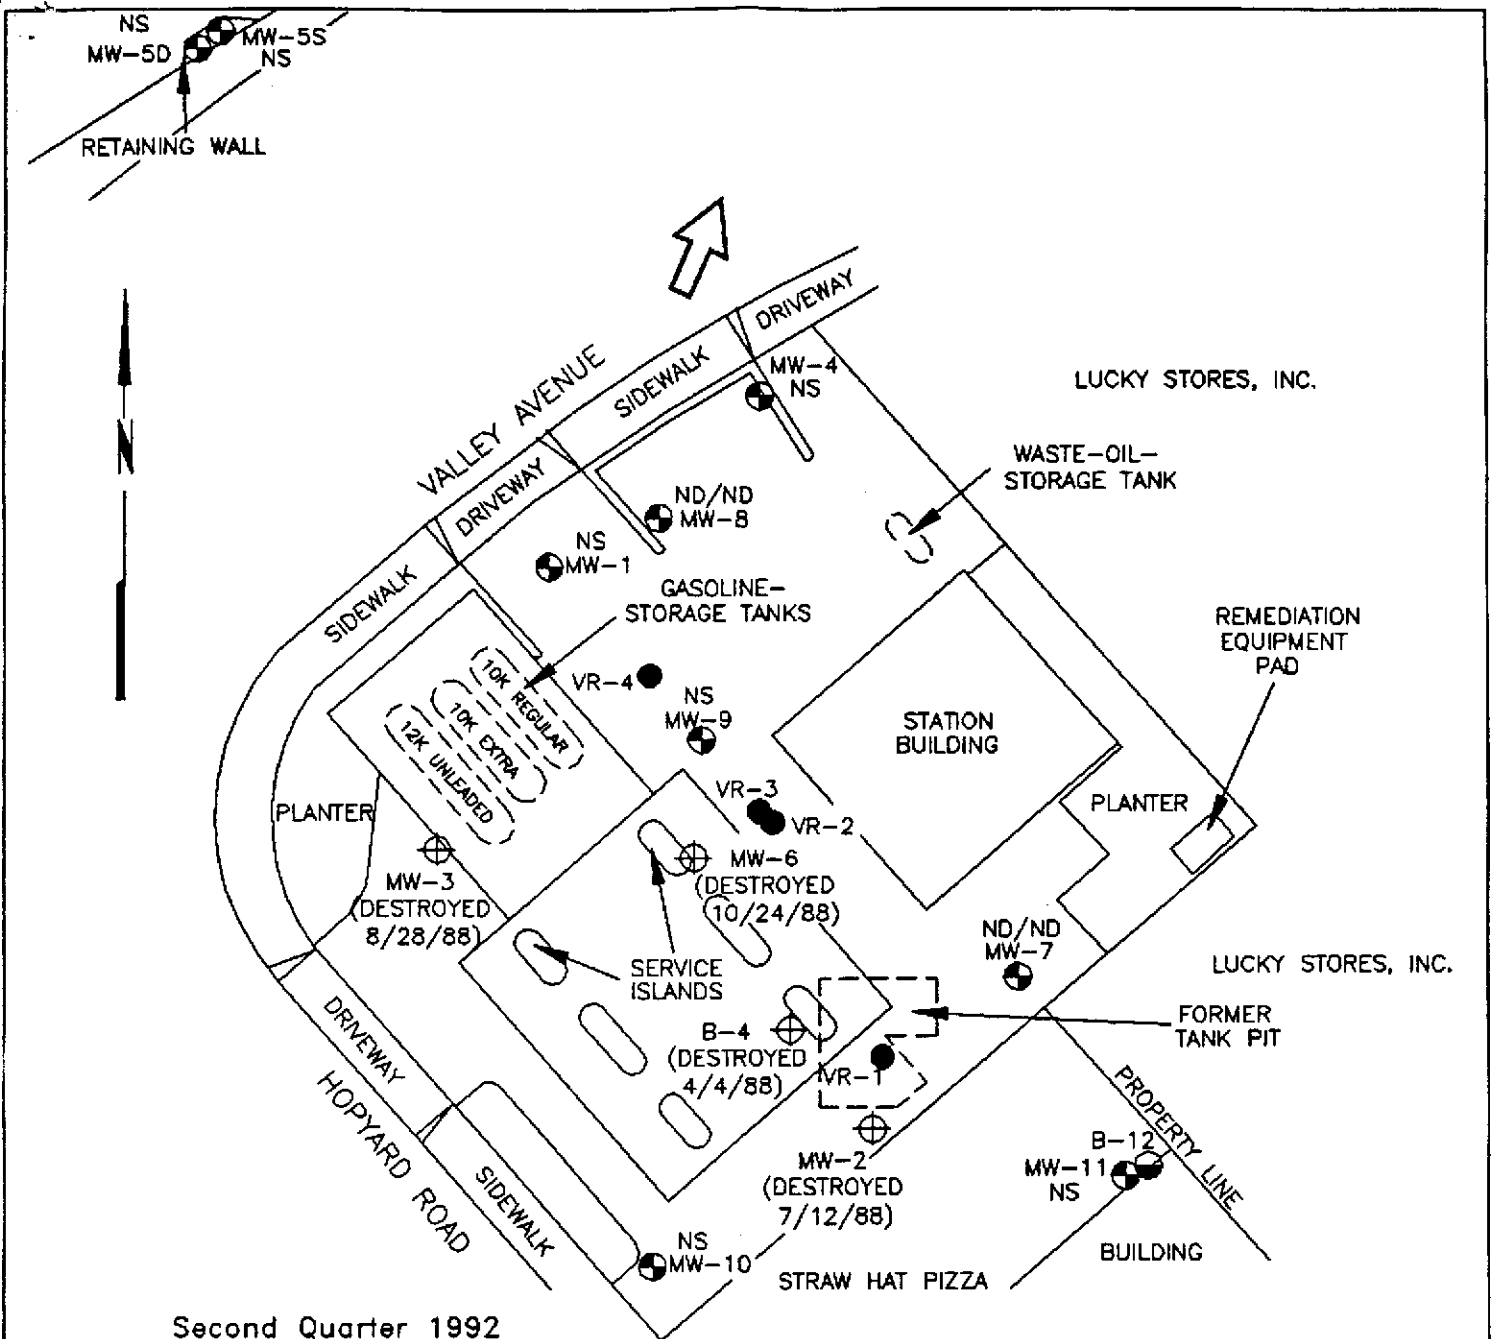 NS
MW-5D
MW-5S
NS
RETAINING WALL
N
DRIVEWAY
SIDEWALK
VALLEY AVENUE
MW-4
NS
LUCKY STORES, INC.
WASTE-OIL-
STORAGE TANK
DRIVEWAY
ND/ND
MW-8
NS
MW-1
SIDEWALK
GASOLINE-
STORAGE TANKS
REMEDIATION
EQUIPMENT
PAD
10K REGULAR
10K EXTRA
12K UNLEADED
VR-4
NS
MW-9
STATION
BUILDING
PLANTER
VR-3
VR-2
PLANTER
MW-3
(DESTROYED
8/28/88)
MW-6
(DESTROYED
10/24/88)
SERVICE
ISLANDS
ND/ND
MW-7
LUCKY STORES, INC.
FORMER
TANK PIT
B-4
(DESTROYED
4/4/88)
VR-1
DRIVEWAY
HOPYARD ROAD
SIDEWALK
PROPERTY LINE
MW-2
(DESTROYED
7/12/88)
B-12
MW-11
NS
NS
MW-10
BUILDING
STRAW HAT PIZZA
Second Quarter 1992